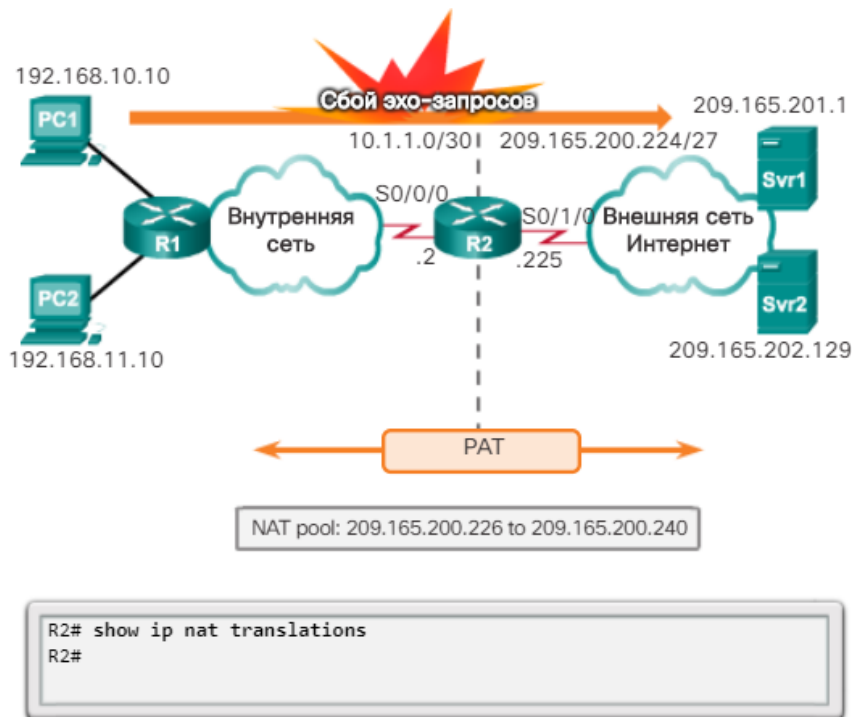 192.168.10.10
PC1
Сбой эхо-запросов
209.165.201.1
10.1.1.0/30
209.165.200.224/27
Svr1
S0/0/0
Внутренняя
сеть
R1
R2
S0/1/0
Внешняя сеть
Интернет
.2
.225
PC2
Svr2
192.168.11.10
209.165.202.129
PAT
NAT pool: 209.165.200.226 to 209.165.200.240
R2# show ip nat translations
R2#